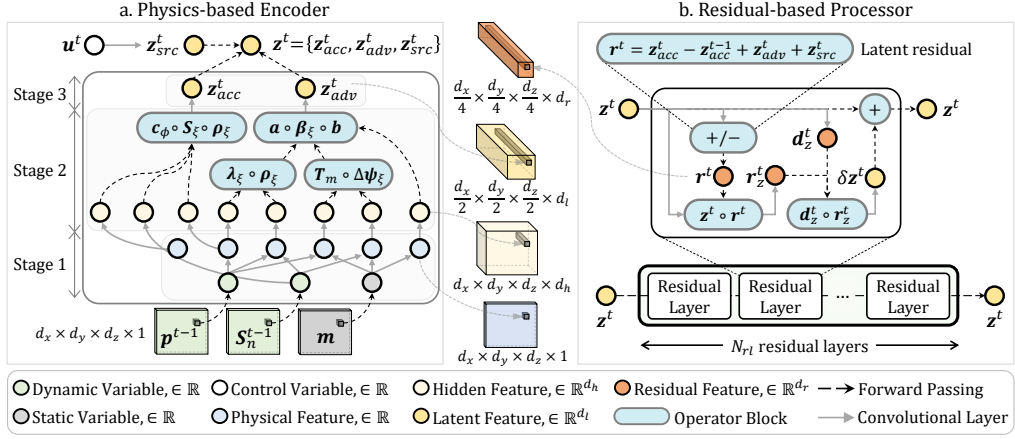 a. Physics-based Encoder
u^t
z^t_src
z^t={z^t_acc, z^t_adv, z^t_src}
Stage 3
z^t_acc
z^t_adv
c_ϕ∘S_ξ∘ρ_ξ
a∘β_ξ∘b
Stage 2
λ_ξ∘ρ_ξ
T_m∘Δψ_ξ
Stage 1
d_x×d_y×d_z×1
p^{t−1}
S_n^{t−1}
m
d_x/4 × d_y/4 × d_z/4 × d_r
d_x/2 × d_y/2 × d_z/2 × d_l
d_x×d_y×d_z×d_h
d_x×d_y×d_z×1
b. Residual-based Processor
r^t = z^t_acc − z^{t−1}_acc + z^t_adv + z^t_src
Latent residual
z^t
+
z^t
+/−
d^t_z
r^t
r^t_z
δz^t
z^t∘r^t
d^t_z∘r^t_z
Residual Layer
Residual Layer
...
Residual Layer
z^t
z^t
N_rl residual layers
Dynamic Variable, ∈ ℝ
Control Variable, ∈ ℝ
Hidden Feature, ∈ ℝ^{d_h}
Residual Feature, ∈ ℝ^{d_r}
Forward Passing
Static Variable, ∈ ℝ
Physical Feature, ∈ ℝ
Latent Feature, ∈ ℝ^{d_l}
Operator Block
Convolutional Layer